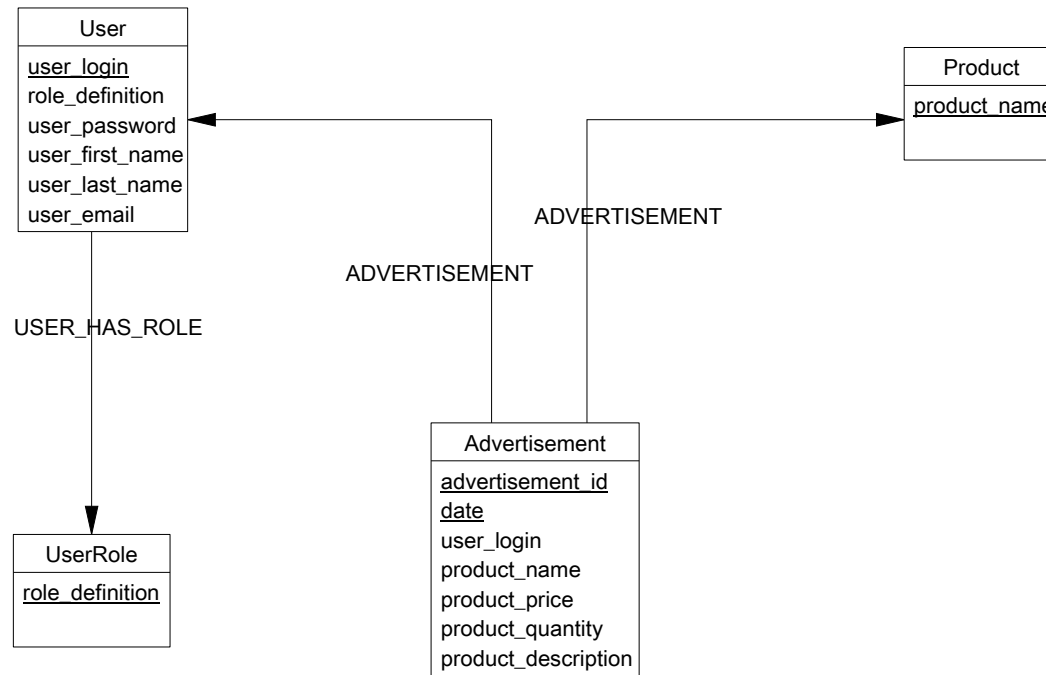 User
user_login
role_definition
user_password
user_first_name
user_last_name
user_email
Product
product_name
ADVERTISEMENT
ADVERTISEMENT
USER_HAS_ROLE
Advertisement
advertisement_id
date
user_login
product_name
product_price
product_quantity
product_description
UserRole
role_definition